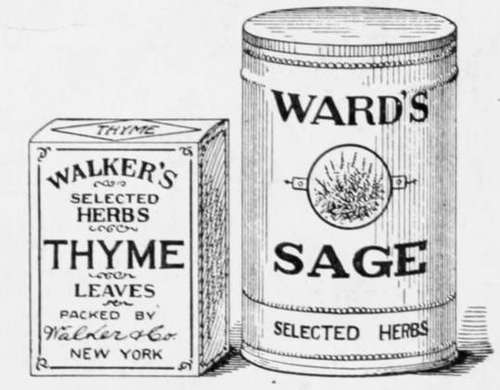 THYME
WALKER'S
SELECTED
HERBS
THYME
LEAVES
PACKED BY
Walker & Co.
NEW YORK
WARD'S
SAGE
SELECTED HERBS